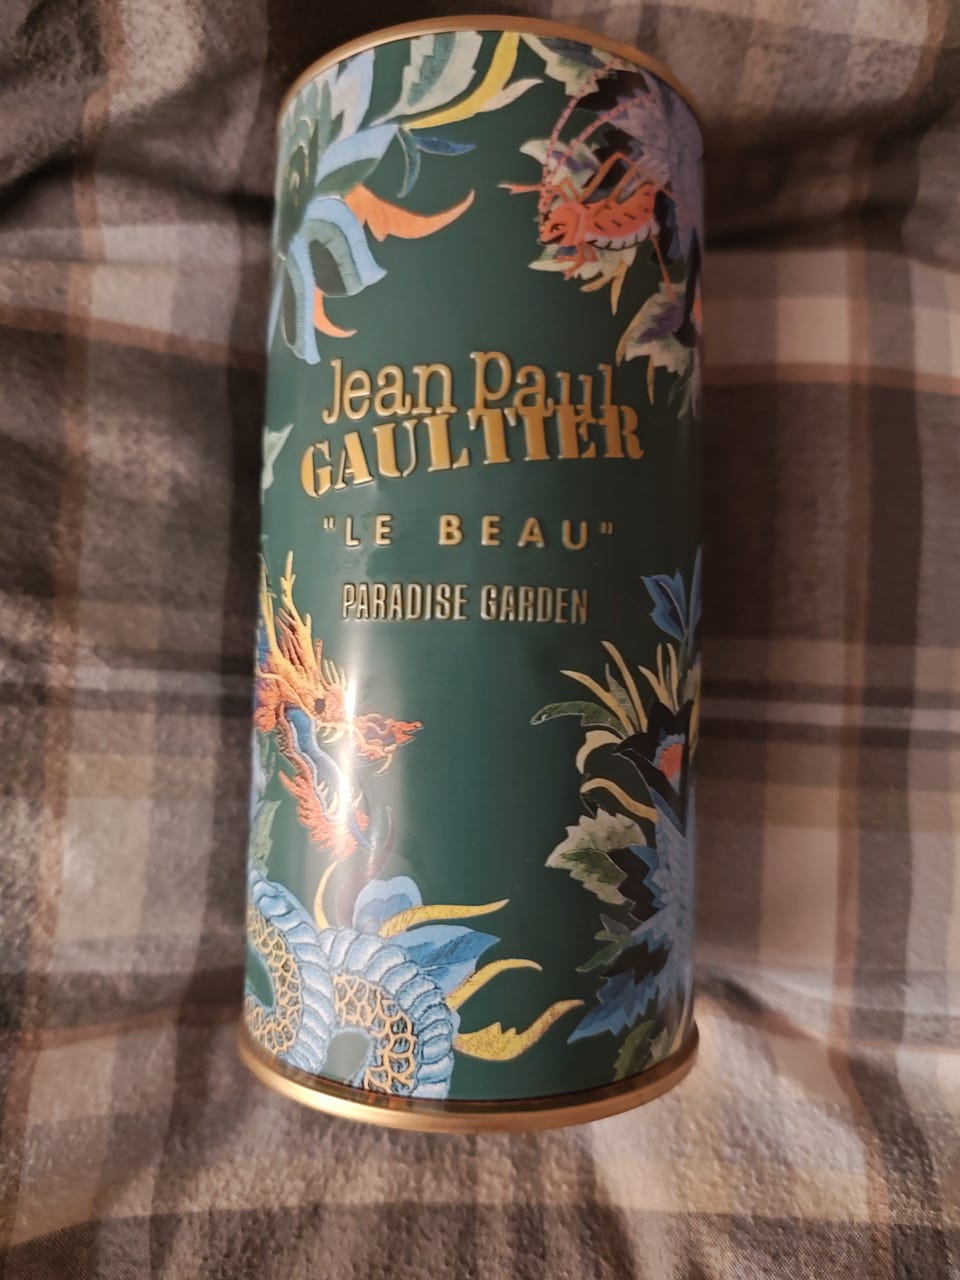 Jean Paul
GAULTIER
"LE BEAU"
PARADISE GARDEN